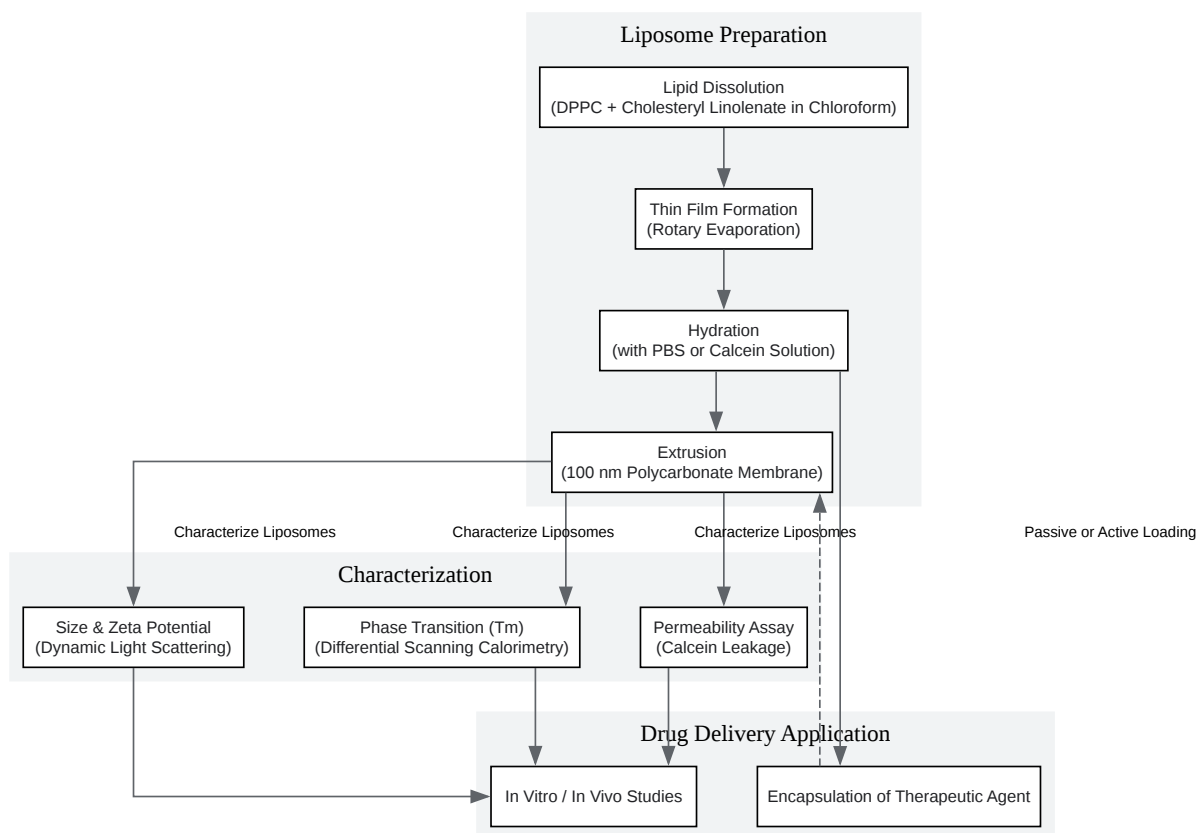 Liposome Preparation
Lipid Dissolution
(DPPC + Cholesteryl Linolenate in Chloroform)
Thin Film Formation
(Rotary Evaporation)
Hydration
(with PBS or Calcein Solution)
Extrusion
(100 nm Polycarbonate Membrane)
Characterize Liposomes
Characterize Liposomes
Characterize Liposomes
Passive or Active Loading
Characterization
Size & Zeta Potential
(Dynamic Light Scattering)
Phase Transition (Tm)
(Differential Scanning Calorimetry)
Permeability Assay
(Calcein Leakage)
Drug Delivery Application
In Vitro / In Vivo Studies
Encapsulation of Therapeutic Agent